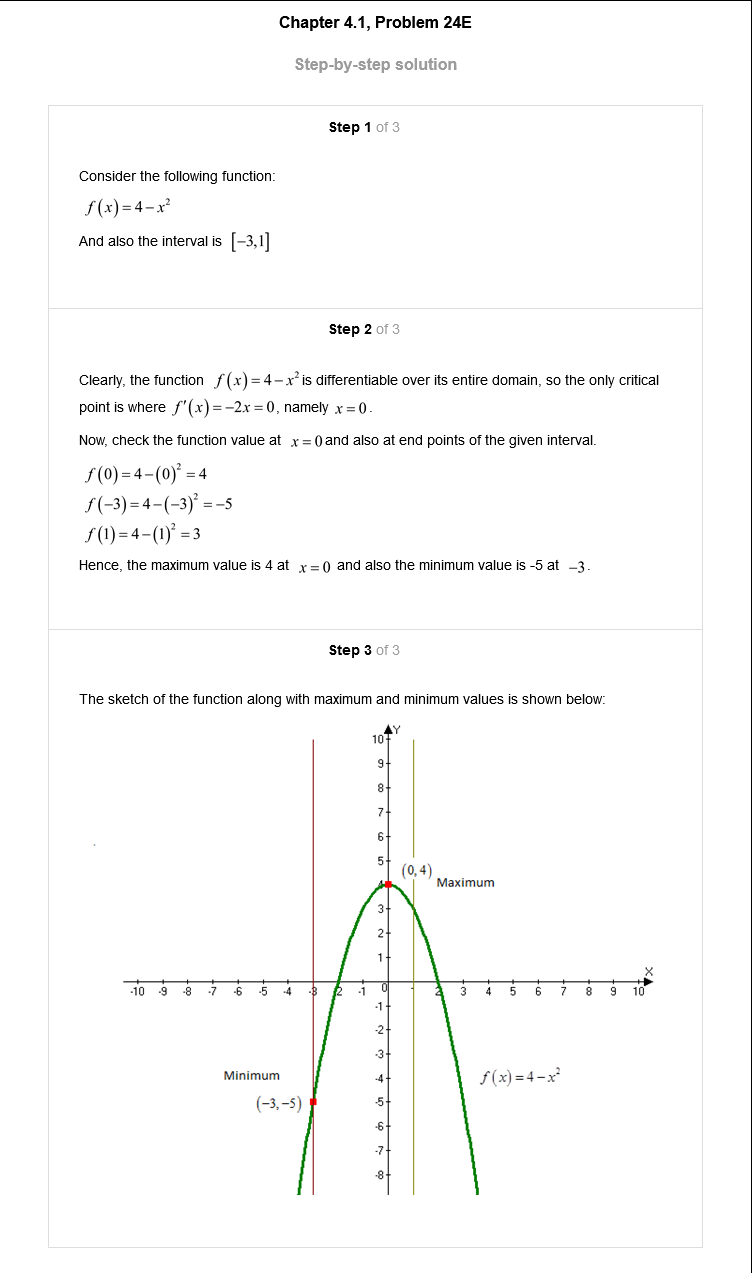 Chapter 4.1, Problem 24E
Step-by-step solution
Step 1 of 3
Consider the following function:
f(x)=4−x²
And also the interval is [−3,1]
Step 2 of 3
Clearly, the function f(x)=4−x² is differentiable over its entire domain, so the only critical
point is where f′(x)=−2x=0, namely x=0.
Now, check the function value at x=0 and also at end points of the given interval.
f(0)=4−(0)²=4
f(−3)=4−(−3)²=−5
f(1)=4−(1)²=3
Hence, the maximum value is 4 at x=0 and also the minimum value is -5 at −3.
Step 3 of 3
The sketch of the function along with maximum and minimum values is shown below:
Y
10
9
8
7
6
5
(0,4)
4
Maximum
3
2
1
X
-10 -9 -8 -7 -6 -5 -4 -3 2 -1 0 2 3 4 5 6 7 8 9 10
-1
-2
-3
Minimum
-4
f(x)=4−x²
(−3,−5)
-5
-6
-7
-8